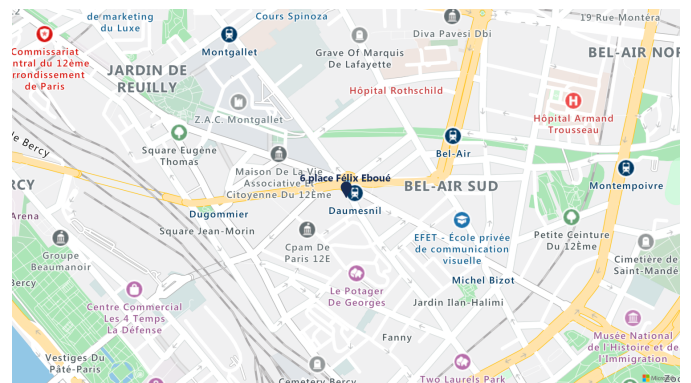 de marketing
du Luxe
Cours Spinoza
Diva Pavesi Dbi
19 Rue Montera
Commissariat
ntral du 12ème
rrondissement
de Paris
Montgallet
Grave Of Marquis
De Lafayette
BEL-AIR NOR
JARDIN DE
REUILLY
Hôpital Rothschild
Z.A.C. Montgallet
Hôpital Armand
Trousseau
le Bercy
Square Eugène
Thomas
Bel-Air
Maison De La Vie
Associative Et
Citoyenne Du 12Ème
6 place Félix Eboué
BEL-AIR SUD
Montempoivre
RCY
Arena
Dugommier
Daumesnil
Square Jean-Morin
EFET - École privée
de communication
visuelle
Petite Ceinture
Du 12Ème
Groupe
Beaumanoir
Cpam De
Paris 12E
Cimetière de
Saint-Mandé
Bercy
Michel Bizot
Le Potager
De Georges
Jardin Ilan-Halimi
Centre Commercial
Les 4 Temps
La Défense
Fanny
Musée National
de l'Histoire et de
l'Immigration
Vestiges Du
Pâté-Paris
Cemetery Bercy
Two Laurels Park
Zoo